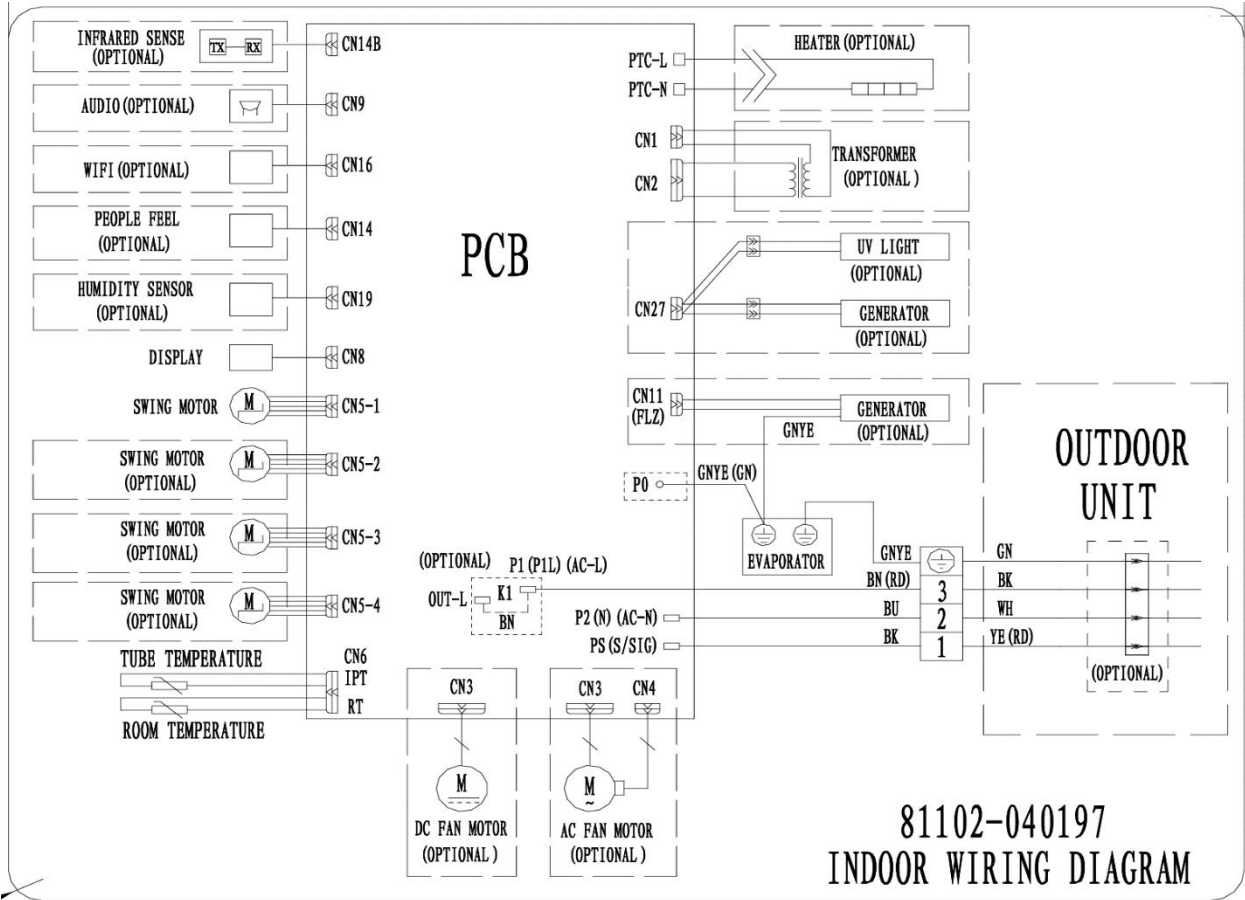 INFRARED SENSE
(OPTIONAL)
TX
RX
CN14B
AUDIO(OPTIONAL)
CN9
WIFI(OPTIONAL)
CN16
PEOPLE FEEL
(OPTIONAL)
CN14
HUMIDITY SENSOR
(OPTIONAL)
CN19
DISPLAY
CN8
SWING MOTOR
M
CN5-1
SWING MOTOR
(OPTIONAL)
M
CN5-2
SWING MOTOR
(OPTIONAL)
M
CN5-3
SWING MOTOR
(OPTIONAL)
M
CN5-4
TUBE TEMPERATURE
CN6
IPT
RT
ROOM TEMPERATURE
PCB
PTC-L
PTC-N
HEATER(OPTIONAL)
CN1
CN2
TRANSFORMER
(OPTIONAL )
CN27
UV LIGHT
(OPTIONAL)
GENERATOR
(OPTIONAL)
CN11
(FLZ)
GENERATOR
(OPTIONAL)
GNYE
P0
GNYE(GN)
EVAPORATOR
(OPTIONAL)
P1(P1L)(AC-L)
OUT-L
K1
BN
P2(N)(AC-N)
PS(S/SIG)
GNYE
BN(RD)
BU
BK
3
2
1
GN
BK
WH
YE(RD)
OUTDOOR
UNIT
(OPTIONAL)
CN3
M
DC FAN MOTOR
(OPTIONAL )
CN3
CN4
M
~
AC FAN MOTOR
(OPTIONAL )
81102-040197
INDOOR WIRING DIAGRAM